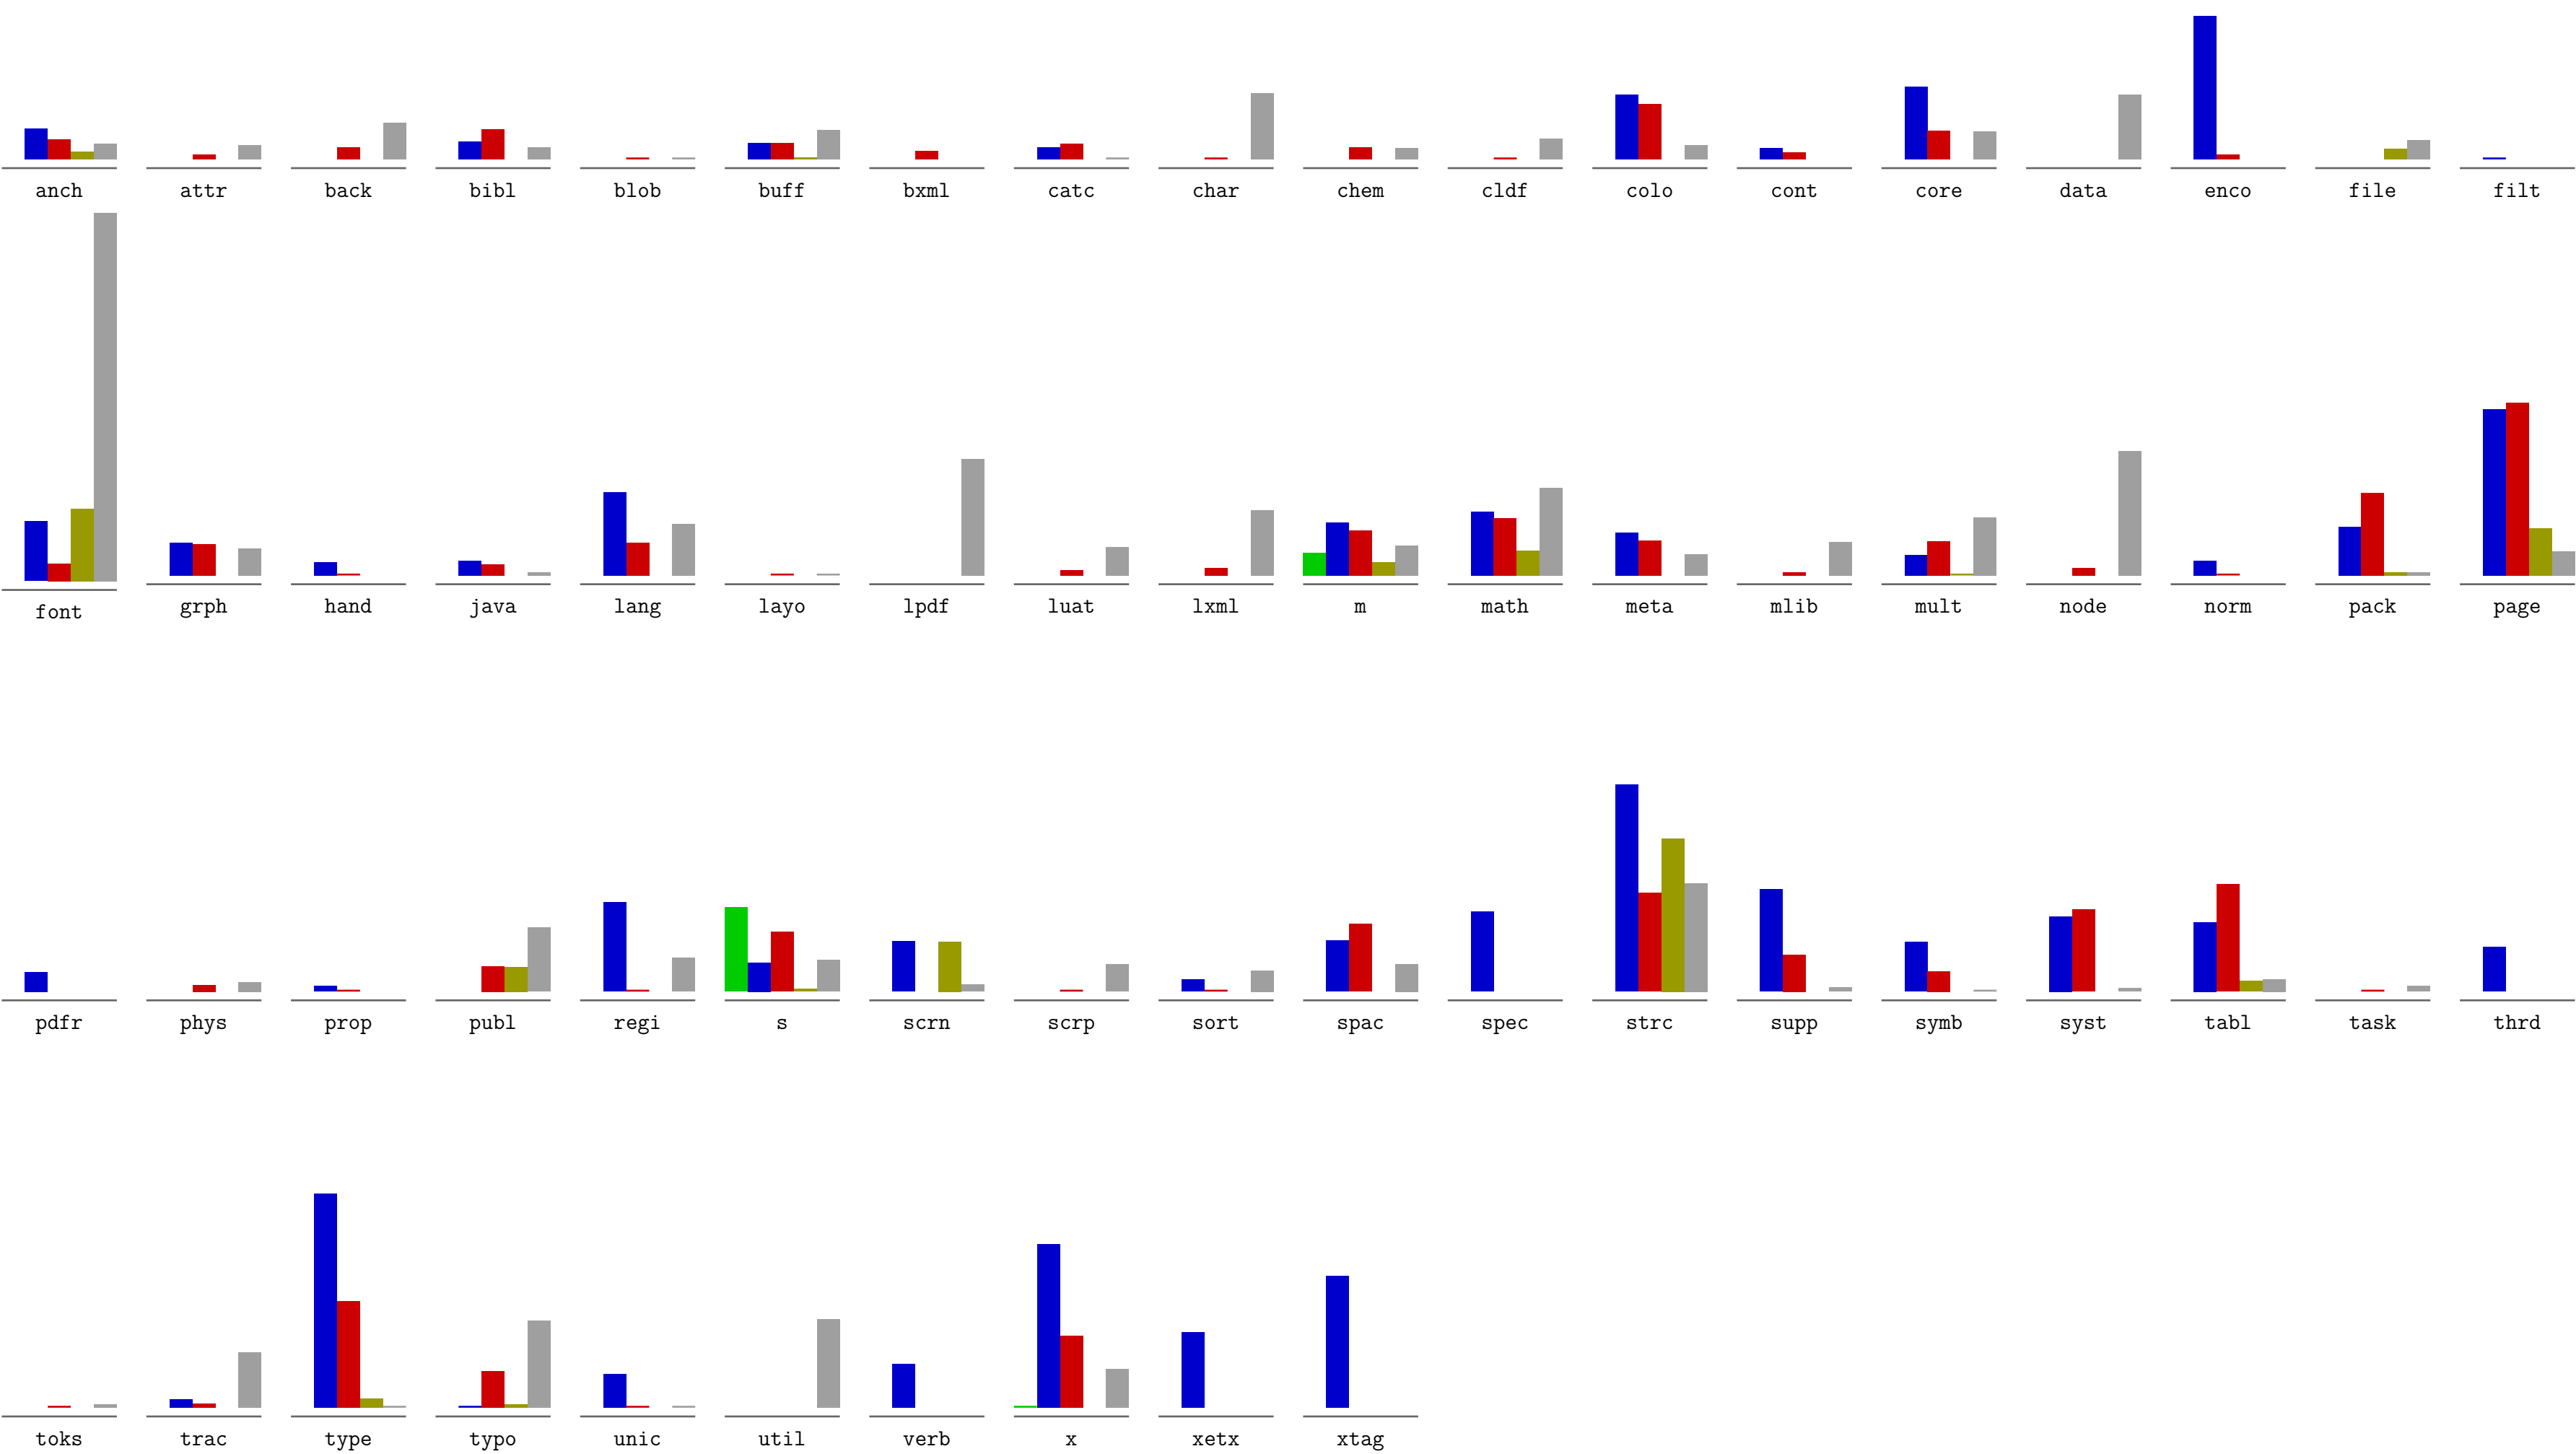 anch attr back bibl blob buff bxml catc char chem cldf colo cont core data enco file filt
font grph hand java lang layo lpdf luat lxml m math meta mlib mult node norm pack page
pdfr phys prop publ regi s scrn scrp sort spac spec strc supp symb syst tabl task thrd
toks trac type typo unic util verb x xetx xtag